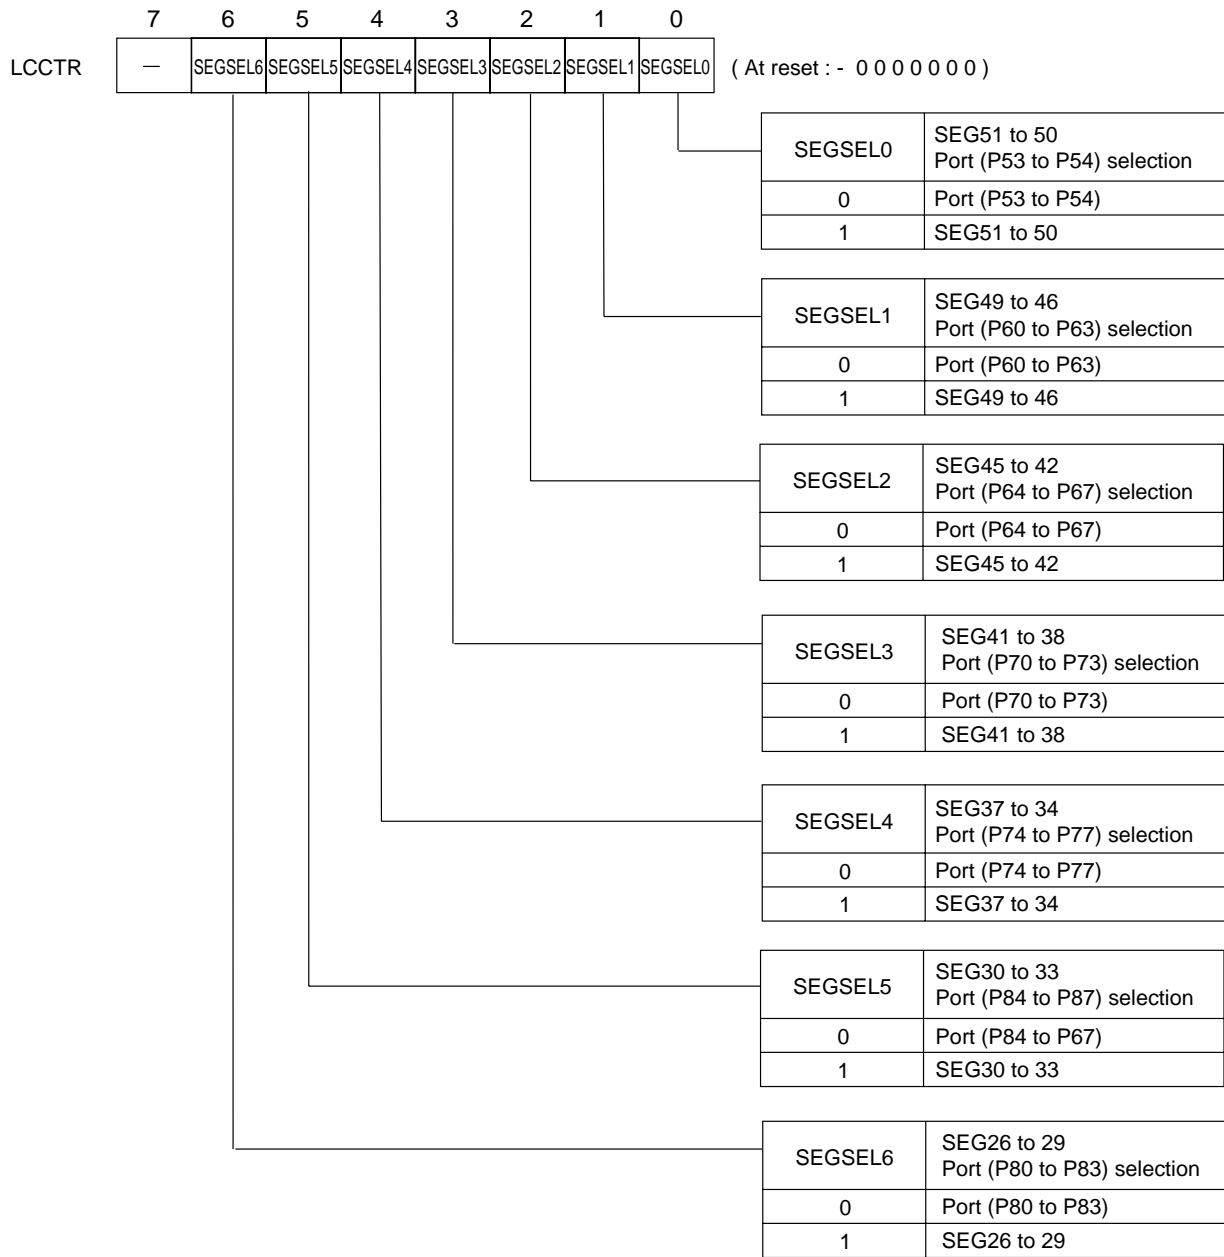 7 6 5 4 3 2 1 0
LCCTR — SEGSEL6 SEGSEL5 SEGSEL4 SEGSEL3 SEGSEL2 SEGSEL1 SEGSEL0 ( At reset : - 0 0 0 0 0 0 0 )
SEGSEL0
SEG51 to 50
Port (P53 to P54) selection
0 Port (P53 to P54)
1 SEG51 to 50
SEGSEL1
SEG49 to 46
Port (P60 to P63) selection
0 Port (P60 to P63)
1 SEG49 to 46
SEGSEL2
SEG45 to 42
Port (P64 to P67) selection
0 Port (P64 to P67)
1 SEG45 to 42
SEGSEL3
SEG41 to 38
Port (P70 to P73) selection
0 Port (P70 to P73)
1 SEG41 to 38
SEGSEL4
SEG37 to 34
Port (P74 to P77) selection
0 Port (P74 to P77)
1 SEG37 to 34
SEGSEL5
SEG30 to 33
Port (P84 to P87) selection
0 Port (P84 to P67)
1 SEG30 to 33
SEGSEL6
SEG26 to 29
Port (P80 to P83) selection
0 Port (P80 to P83)
1 SEG26 to 29